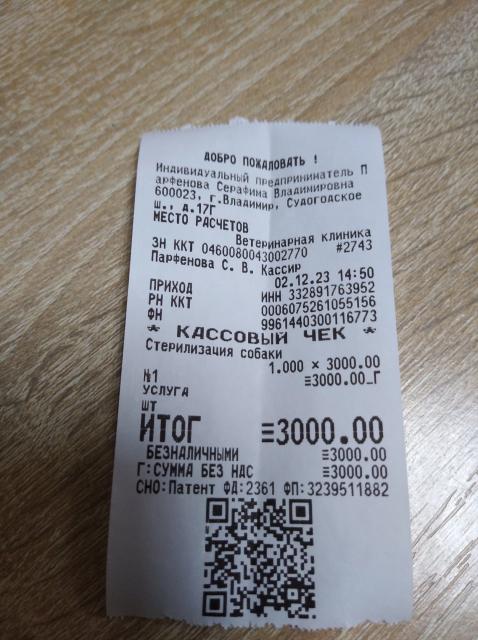 ДОБРО ПОЖАЛОВАТЬ !
Индивидуальный предприниматель П
арфенова Серафина Владимировна
600023, г.Владимир, Судогодское
ш., д.17Г
МЕСТО РАСЧЕТОВ
Ветеринарная клиника
ЗН ККТ 0460080043002770 #2743
Парфенова С. В. Кассир
02.12.23 14:50
ПРИХОД ИНН 332891763952
РН ККТ 0006075261055156
ФН 9961440300116773
* КАССОВЫЙ ЧЕК *
Стерилизация собаки
1.000 × 3000.00
№1 ≡3000.00_Г
УСЛУГА
ШТ
ИТОГ ≡3000.00
БЕЗНАЛИЧНЫМИ ≡3000.00
Г:СУММА БЕЗ НДС ≡3000.00
СНО:Патент ФД:2361 ФП:3239511882